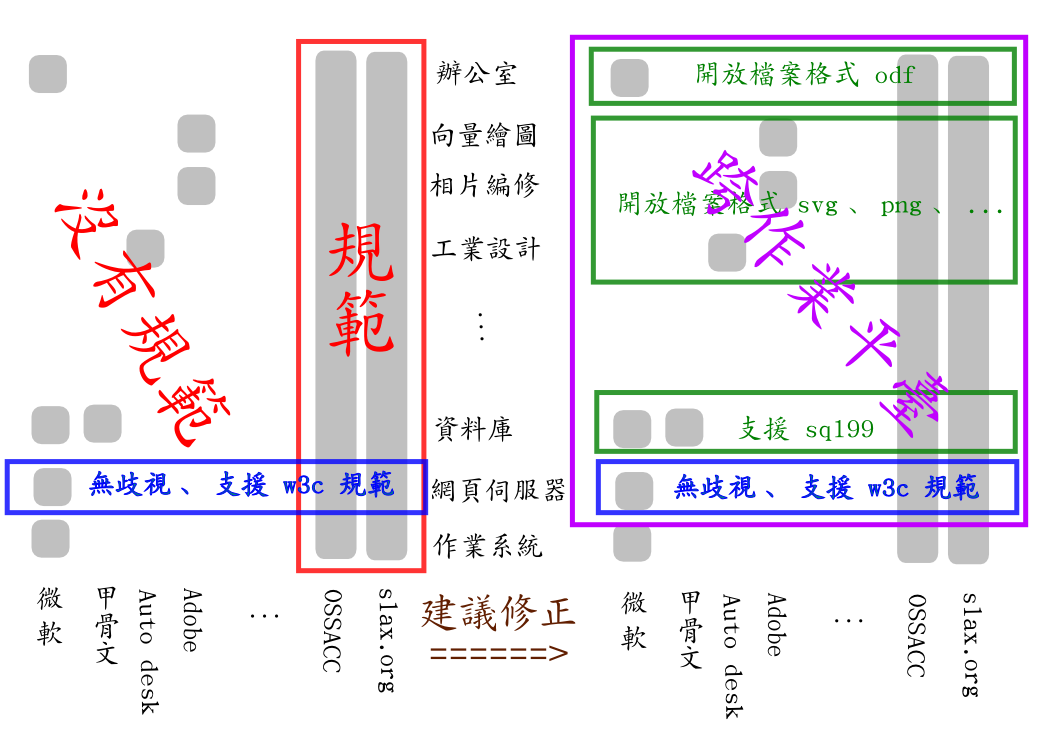 辦公室
向量繪圖
相片編修
工業設計
...
資料庫
網頁伺服器
作業系統
沒有規範
規範
無歧視、支援 w3c 規範
微軟
甲骨文
Auto desk
Adobe
...
OSSACC
slax.org
建議修正
======>
開放檔案格式 odf
開放檔案格式 svg、png、...
跨作業平臺
支援 sql99
無歧視、支援 w3c 規範
微軟
甲骨文
Auto desk
Adobe
...
OSSACC
slax.org